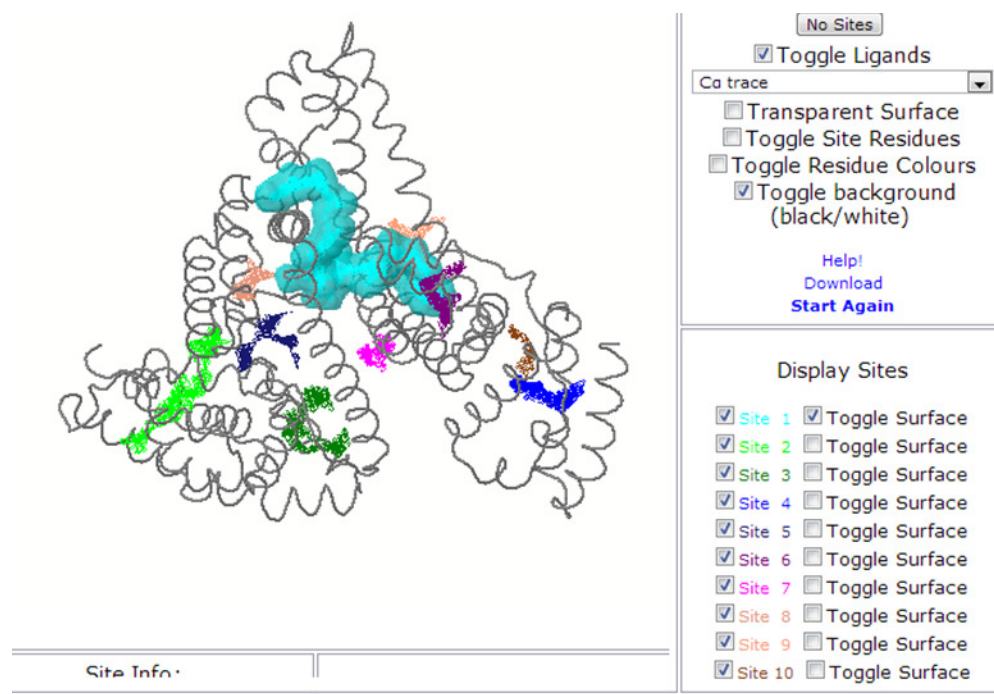 No Sites
Toggle Ligands
Cα trace
Transparent Surface
Toggle Site Residues
Toggle Residue Colours
Toggle background
(black/white)
Help!
Download
Start Again
Display Sites
Site 1 Toggle Surface
Site 2 Toggle Surface
Site 3 Toggle Surface
Site 4 Toggle Surface
Site 5 Toggle Surface
Site 6 Toggle Surface
Site 7 Toggle Surface
Site 8 Toggle Surface
Site 9 Toggle Surface
Site 10 Toggle Surface
Site Info: